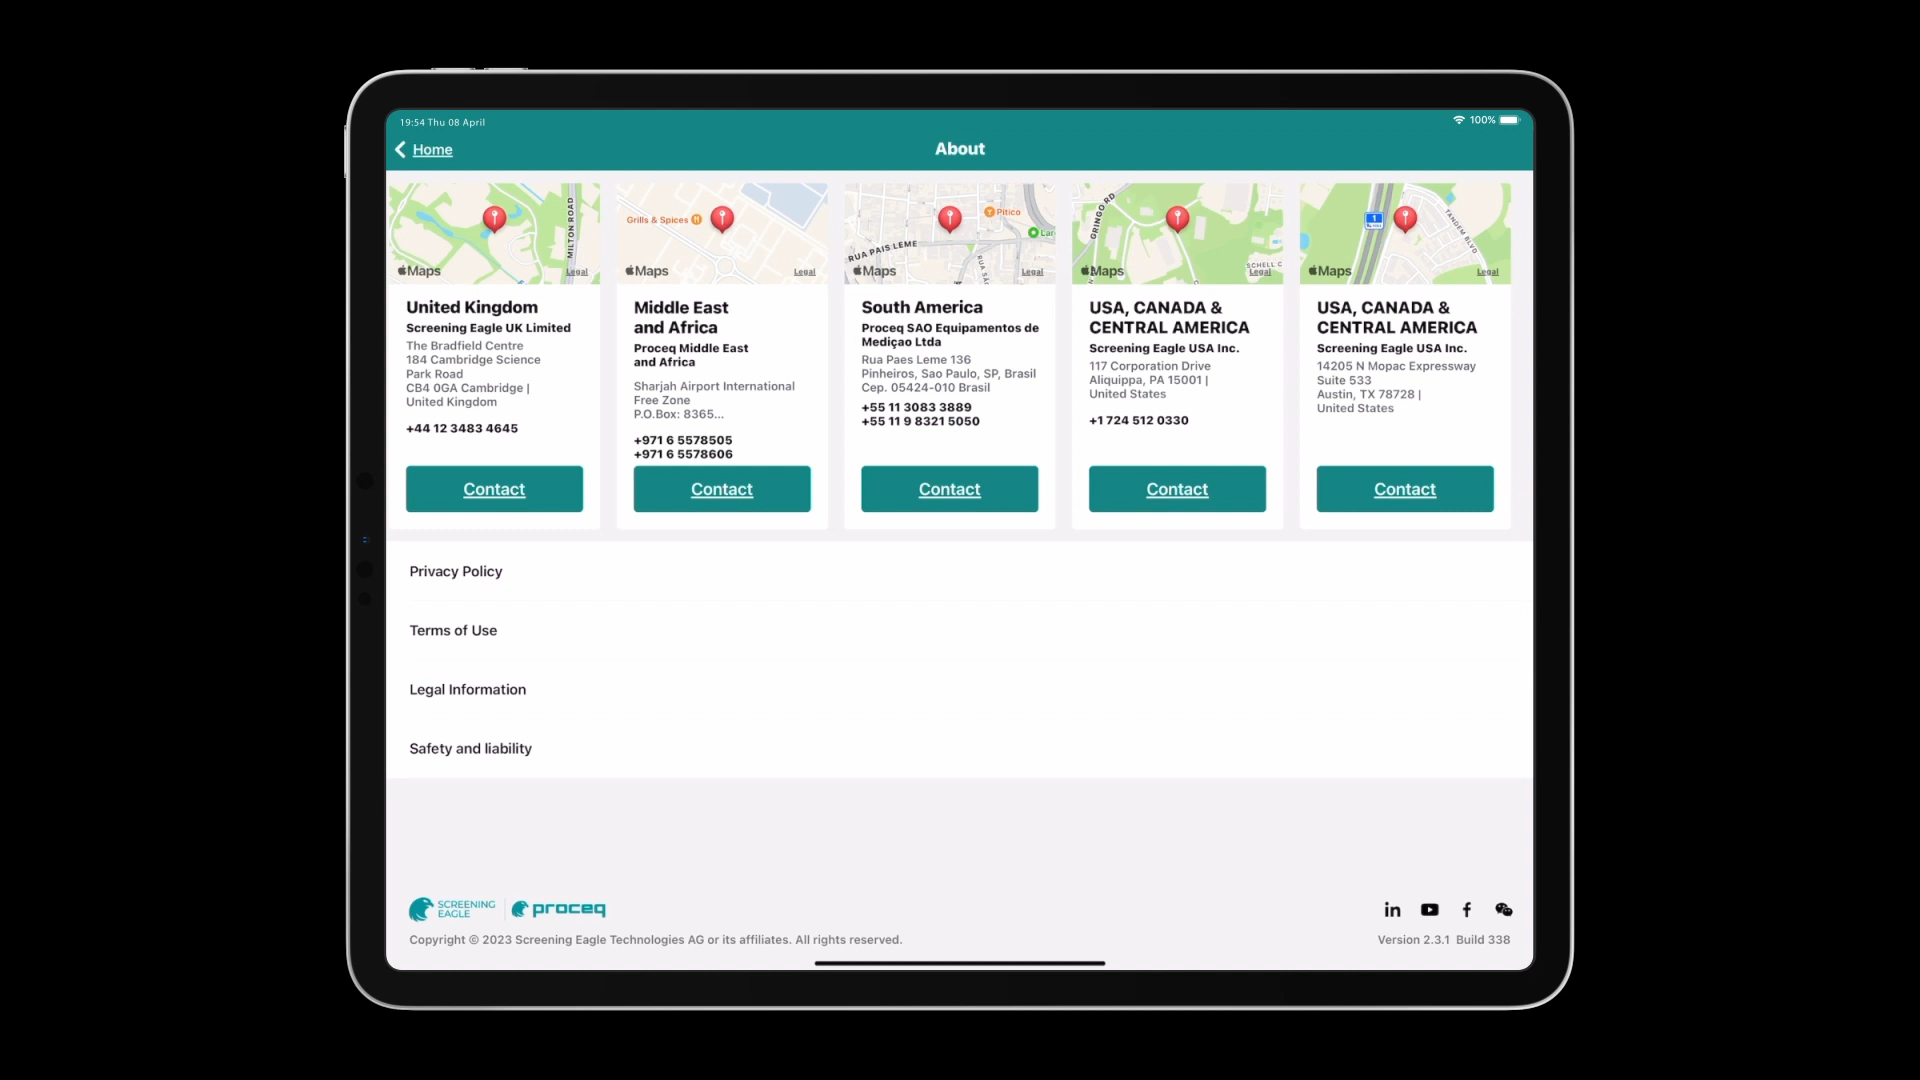 19:54 Thu 08 April
100%
Home
About
MILTON ROAD
Maps
Legal
Grills & Spices
Maps
Legal
Pitico
Lar
RUA PAIS LEME
RUA SÃ
Maps
Legal
GRINGO RD
SCHELL C
Maps
Legal
1
TANDEM BLVD
Maps
Legal
United Kingdom
Screening Eagle UK Limited
The Bradfield Centre
184 Cambridge Science
Park Road
CB4 0GA Cambridge |
United Kingdom
+44 12 3483 4645
Contact
Middle East
and Africa
Proceq Middle East
and Africa
Sharjah Airport International
Free Zone
P.O.Box: 8365...
+971 6 5578505
+971 6 5578606
Contact
South America
Proceq SAO Equipamentos de
Mediçao Ltda
Rua Paes Leme 136
Pinheiros, Sao Paulo, SP, Brasil
Cep. 05424-010 Brasil
+55 11 3083 3889
+55 11 9 8321 5050
Contact
USA, CANADA &
CENTRAL AMERICA
Screening Eagle USA Inc.
117 Corporation Drive
Aliquippa, PA 15001 |
United States
+1 724 512 0330
Contact
USA, CANADA &
CENTRAL AMERICA
Screening Eagle USA Inc.
14205 N Mopac Expressway
Suite 533
Austin, TX 78728 |
United States
Contact
Privacy Policy
Terms of Use
Legal Information
Safety and liability
SCREENING
EAGLE
proceq
in
f
Copyright © 2023 Screening Eagle Technologies AG or its affiliates. All rights reserved.
Version 2.3.1 Build 338